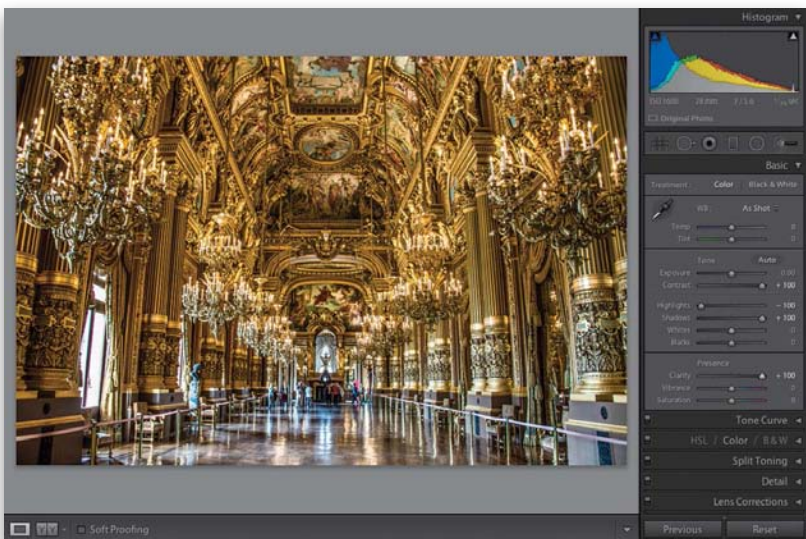 Histogram
ISO 1600 28 mm f / 5.6
Original Photo
Basic
Treatment : Color Black & White
WB : As Shot
Temp 0
Tint 0
Tone Auto
Exposure 0.00
Contrast + 100
Highlights − 100
Shadows + 100
Whites 0
Blacks 0
Presence
Clarity + 100
Vibrance 0
Saturation 0
Tone Curve
HSL / Color / B & W
Split Toning
Detail
Lens Corrections
Soft Proofing
Previous Reset